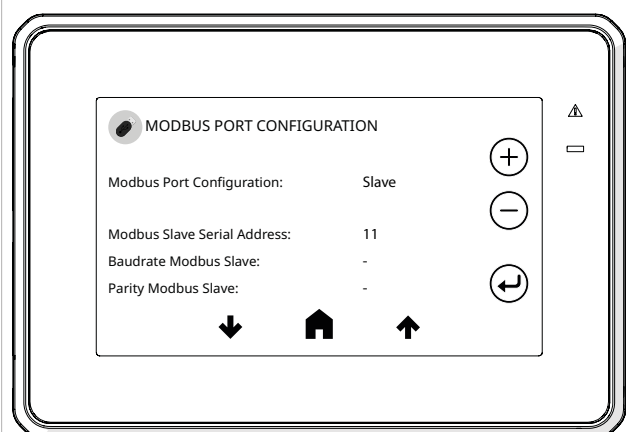 MODBUS PORT CONFIGURATION
Modbus Port Configuration: Slave
Modbus Slave Serial Address: 11
Baudrate Modbus Slave: -
Parity Modbus Slave: -